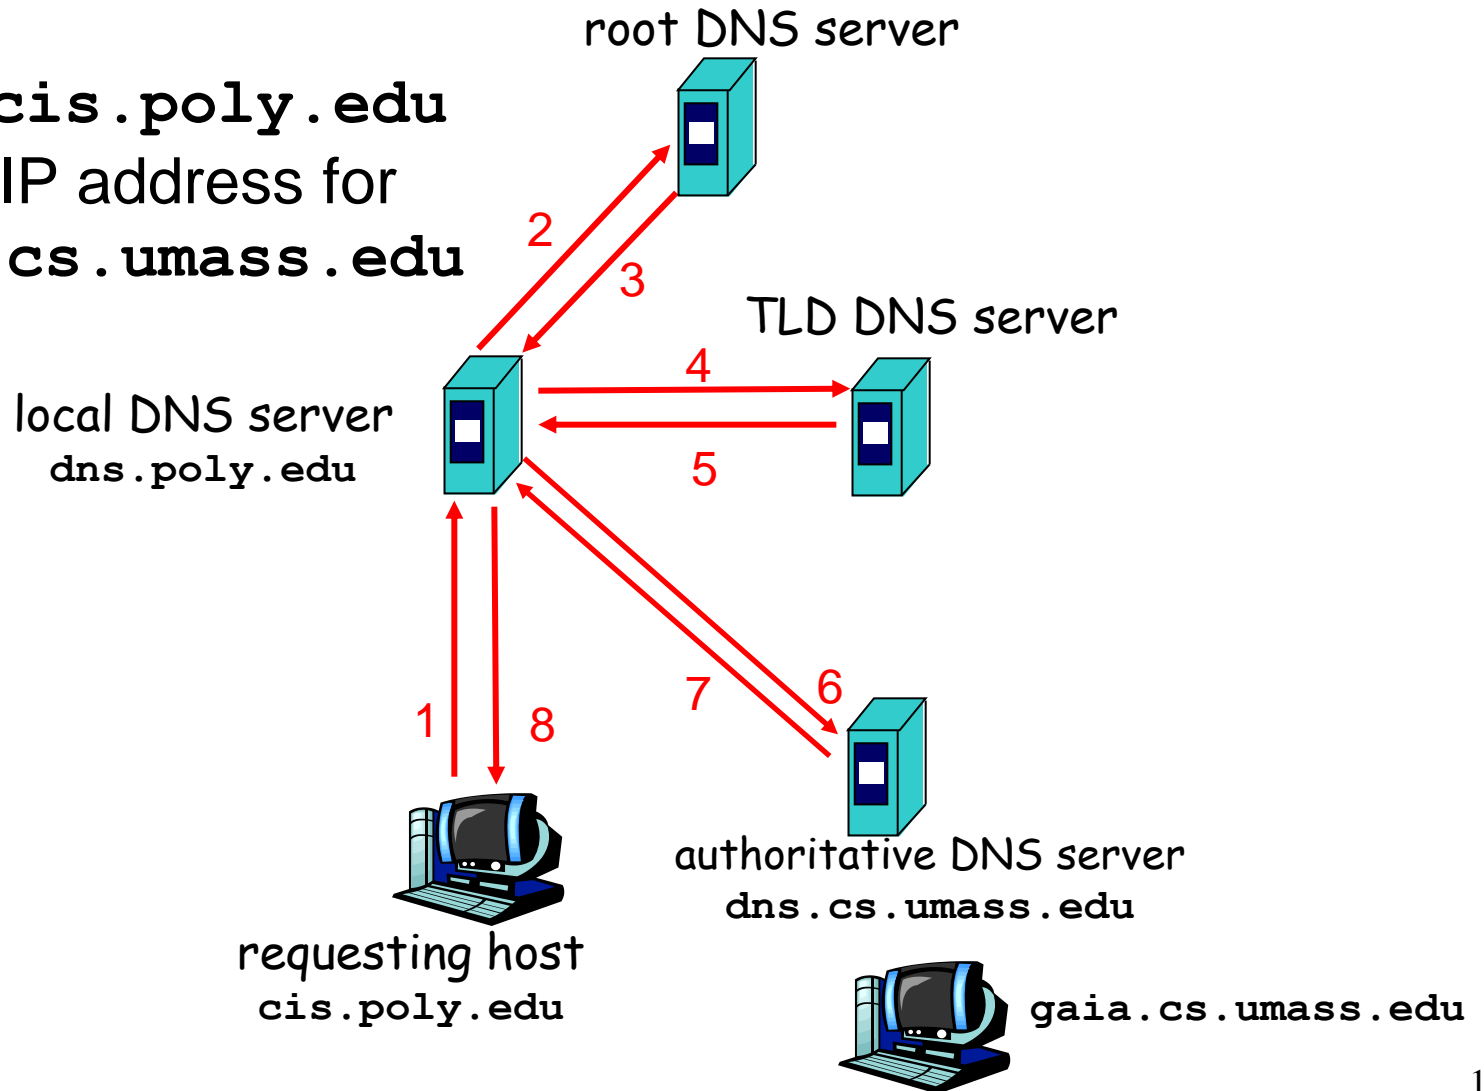 root DNS server
cis.poly.edu
IP address for
cs.umass.edu
2
3
TLD DNS server
4
local DNS server
dns.poly.edu
5
7
6
1
8
authoritative DNS server
dns.cs.umass.edu
requesting host
cis.poly.edu
gaia.cs.umass.edu
1